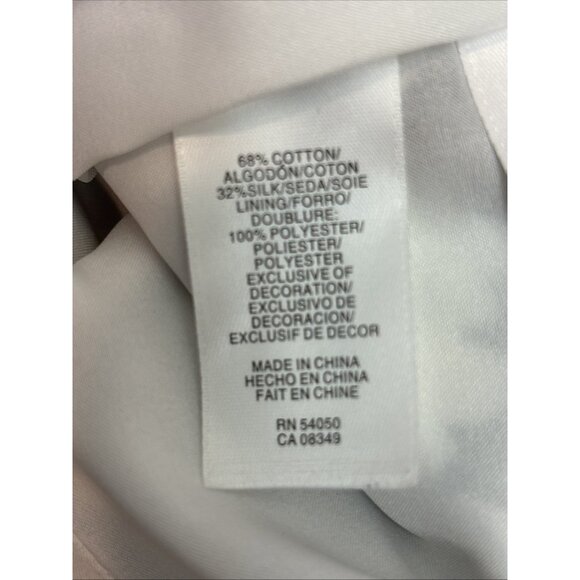 68% COTTON/
ALGODÓN/COTON
32%SILK/SEDA/SOIE
LINING/FORRO/
DOUBLURE:
100% POLYESTER/
POLIESTER/
POLYESTER
EXCLUSIVE OF
DECORATION/
EXCLUSIVO DE
DECORACION/
EXCLUSIF DE DECOR
MADE IN CHINA
HECHO EN CHINA
FAIT EN CHINE
RN 54050
CA 08349